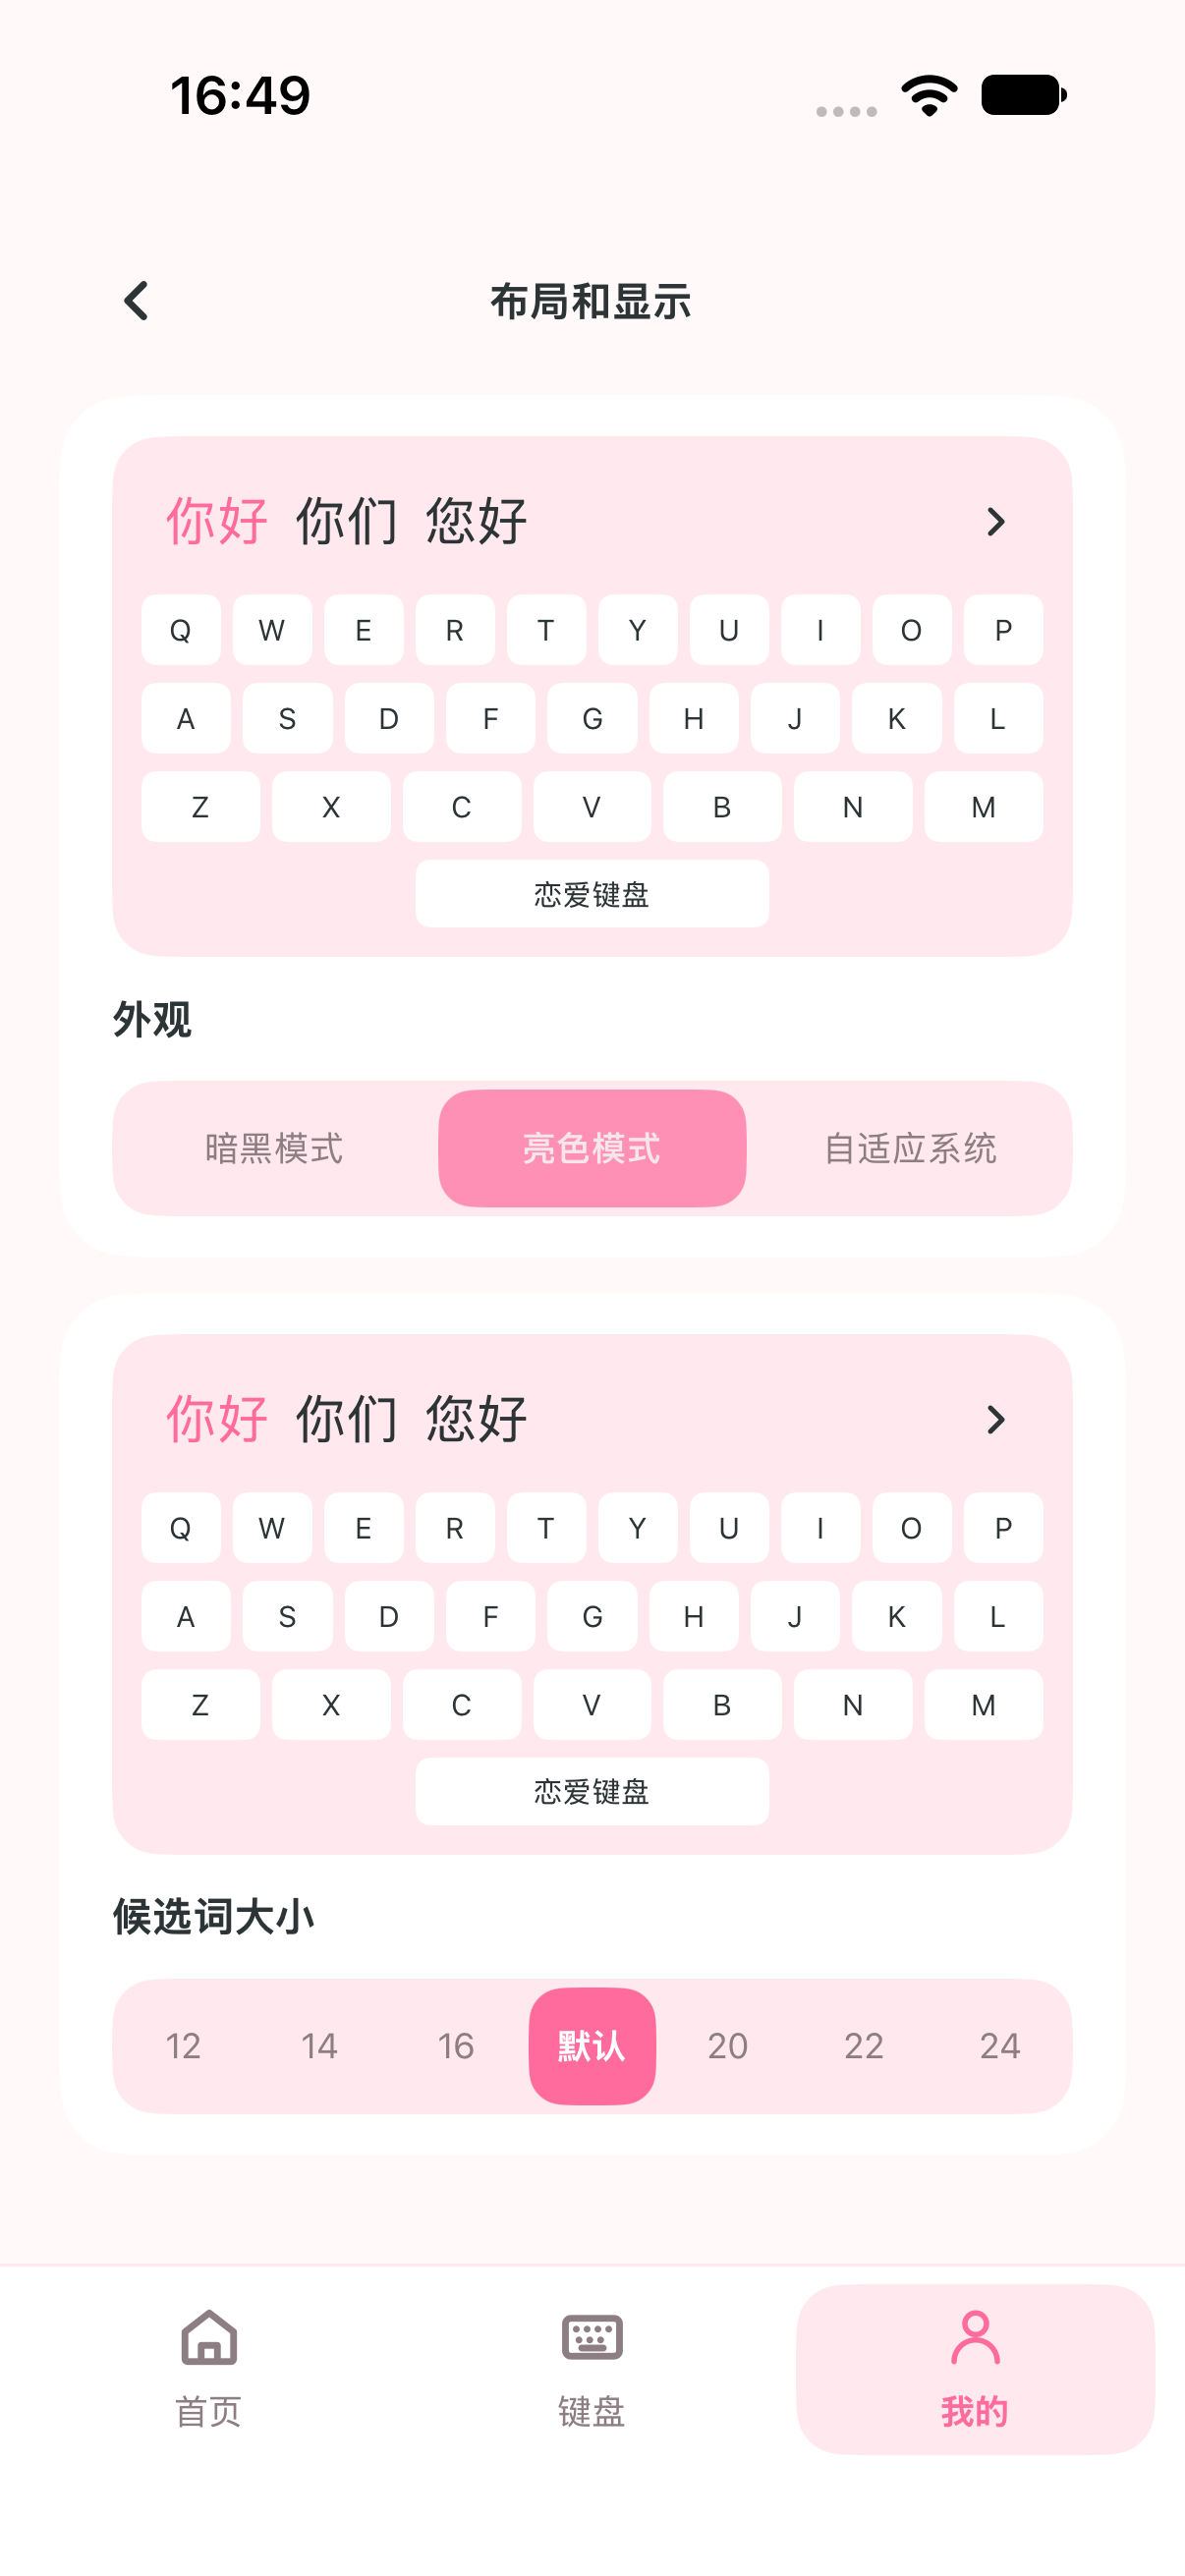 16:49
布局和显示
你好 你们 您好
Q W E R T Y U I O P
A S D F G H J K L
Z X C V B N M
恋爱键盘
外观
暗黑模式 亮色模式 自适应系统
你好 你们 您好
Q W E R T Y U I O P
A S D F G H J K L
Z X C V B N M
恋爱键盘
候选词大小
12 14 16 默认 20 22 24
首页 键盘 我的